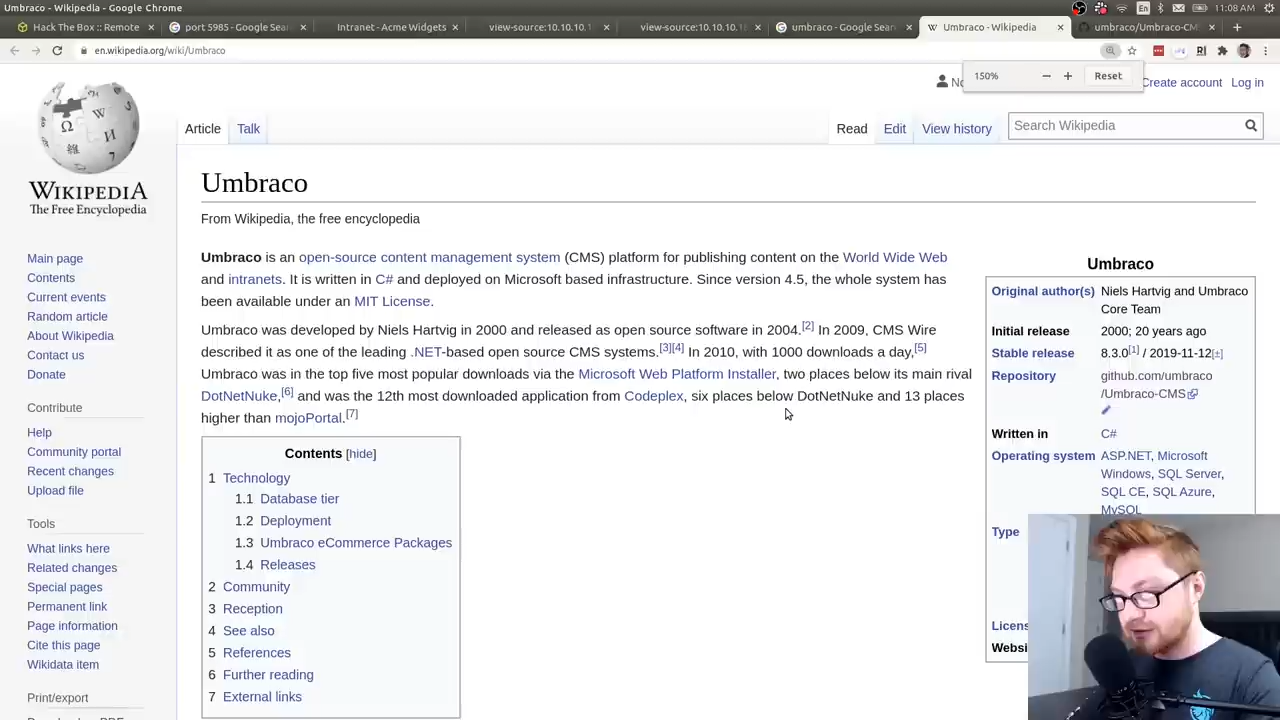 Umbraco - Wikipedia - Google Chrome
11:08 AM
Hack The Box :: Remote
port 5985 - Google Sea
Intranet - Acme Widgets
view-source:10.10.10.1
view-source:10.10.10.1
umbraco - Google Sea
Umbraco - Wikipedia
umbraco/Umbraco-CMS
en.wikipedia.org/wiki/Umbraco
150%
Reset
Create account
Log in
Article
Talk
Read
Edit
View history
Search Wikipedia
WIKIPEDIA
The Free Encyclopedia
Main page
Contents
Current events
Random article
About Wikipedia
Contact us
Donate
Contribute
Help
Community portal
Recent changes
Upload file
Tools
What links here
Related changes
Special pages
Permanent link
Page information
Cite this page
Wikidata item
Print/export
Umbraco
From Wikipedia, the free encyclopedia
Umbraco is an open-source content management system (CMS) platform for publishing content on the World Wide Web
and intranets. It is written in C# and deployed on Microsoft based infrastructure. Since version 4.5, the whole system has
been available under an MIT License.
Umbraco was developed by Niels Hartvig in 2000 and released as open source software in 2004.[2] In 2009, CMS Wire
described it as one of the leading .NET-based open source CMS systems.[3][4] In 2010, with 1000 downloads a day,[5]
Umbraco was in the top five most popular downloads via the Microsoft Web Platform Installer, two places below its main rival
DotNetNuke,[6] and was the 12th most downloaded application from Codeplex, six places below DotNetNuke and 13 places
higher than mojoPortal.[7]
Contents [hide]
1 Technology
1.1 Database tier
1.2 Deployment
1.3 Umbraco eCommerce Packages
1.4 Releases
2 Community
3 Reception
4 See also
5 References
6 Further reading
7 External links
Umbraco
Original author(s) Niels Hartvig and Umbraco
Core Team
Initial release 2000; 20 years ago
Stable release 8.3.0[1] / 2019-11-12[±]
Repository github.com/umbraco
/Umbraco-CMS
Written in C#
Operating system ASP.NET, Microsoft
Windows, SQL Server,
SQL CE, SQL Azure,
MySQL
Type
Licens
Websi